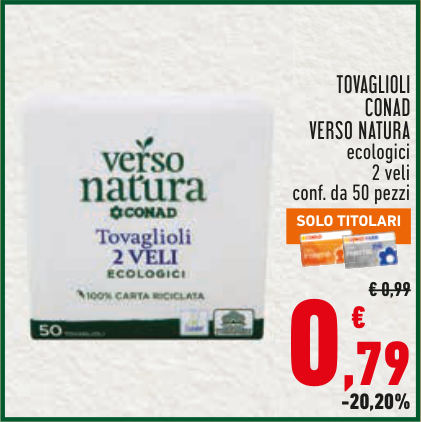 verso
natura
CONAD
Tovaglioli
2 VELI
ECOLOGICI
100% CARTA RICICLATA
50 TOVAGLIOLI
TOVAGLIOLI
CONAD
VERSO NATURA
ecologici
2 veli
conf. da 50 pezzi
SOLO TITOLARI
€ 0,99
0,79 €
-20,20%